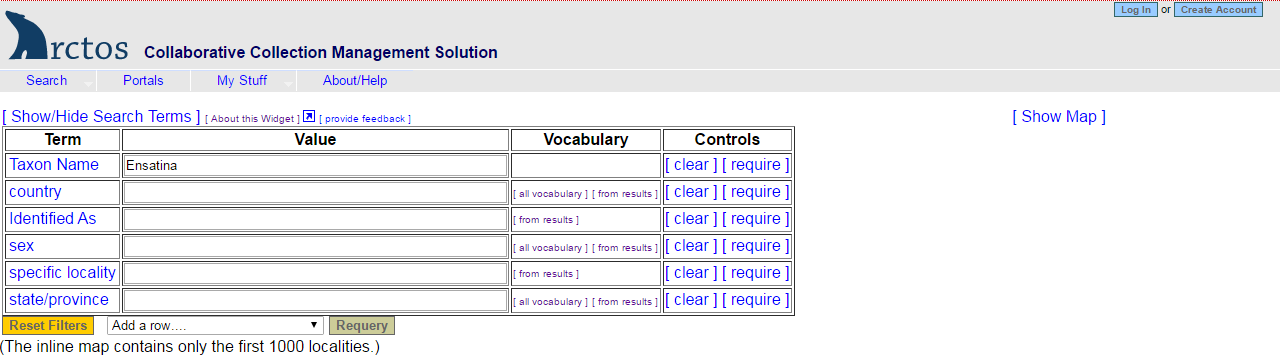 Log In or Create Account
Arctos Collaborative Collection Management Solution
Search Portals My Stuff About/Help
[ Show/Hide Search Terms ] [ About this Widget ] [ provide feedback ] [ Show Map ]
Term Value Vocabulary Controls
Taxon Name Ensatina [ clear ] [ require ]
country [ all vocabulary ] [ from results ] [ clear ] [ require ]
Identified As [ from results ] [ clear ] [ require ]
sex [ all vocabulary ] [ from results ] [ clear ] [ require ]
specific locality [ from results ] [ clear ] [ require ]
state/province [ all vocabulary ] [ from results ] [ clear ] [ require ]
Reset Filters Add a row.... Requery
(The inline map contains only the first 1000 localities.)